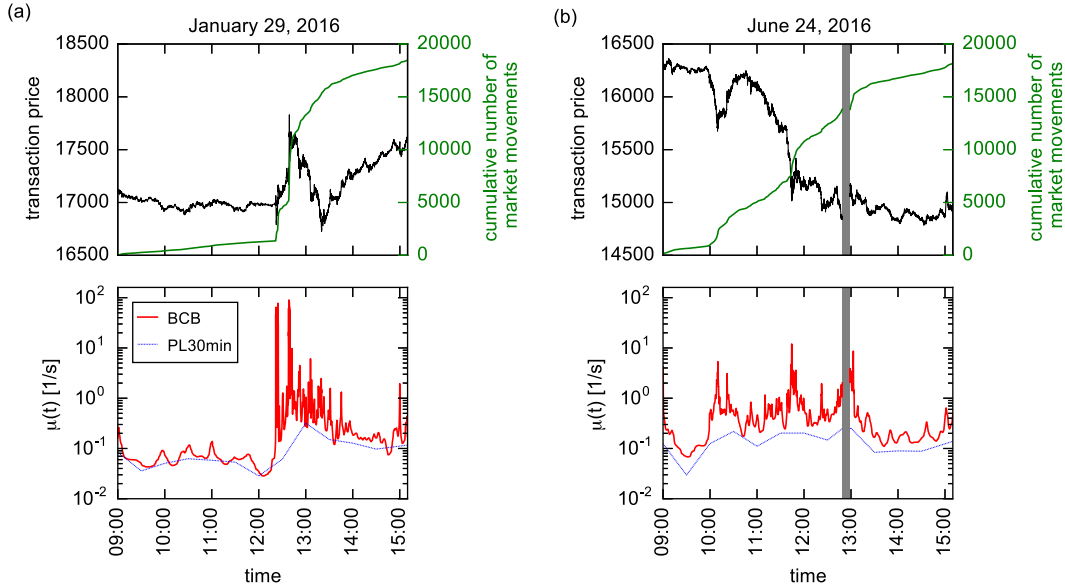 (a)
January 29, 2016
18500
18000
17500
17000
16500
transaction price
20000
15000
10000
5000
0
cumulative number of
market movements
10^2
10^1
10^0
10^-1
10^-2
μ(t) [1/s]
BCB
PL30min
09:00
10:00
11:00
12:00
13:00
14:00
15:00
time
(b)
June 24, 2016
16500
16000
15500
15000
14500
transaction price
20000
15000
10000
5000
0
cumulative number of
market movements
10^2
10^1
10^0
10^-1
10^-2
μ(t) [1/s]
09:00
10:00
11:00
12:00
13:00
14:00
15:00
time